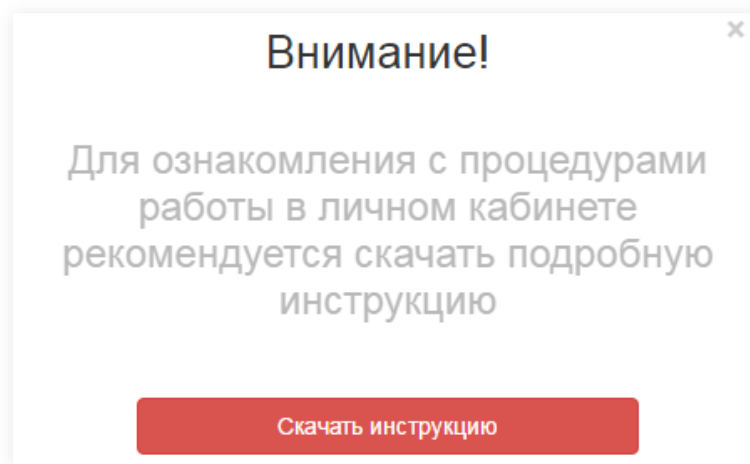 Внимание!
Для ознакомления с процедурами
работы в личном кабинете
рекомендуется скачать подробную
инструкцию
Скачать инструкцию